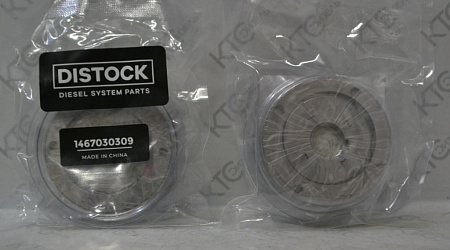 DISTOCK
DIESEL SYSTEM PARTS
1467030309
MADE IN CHINA